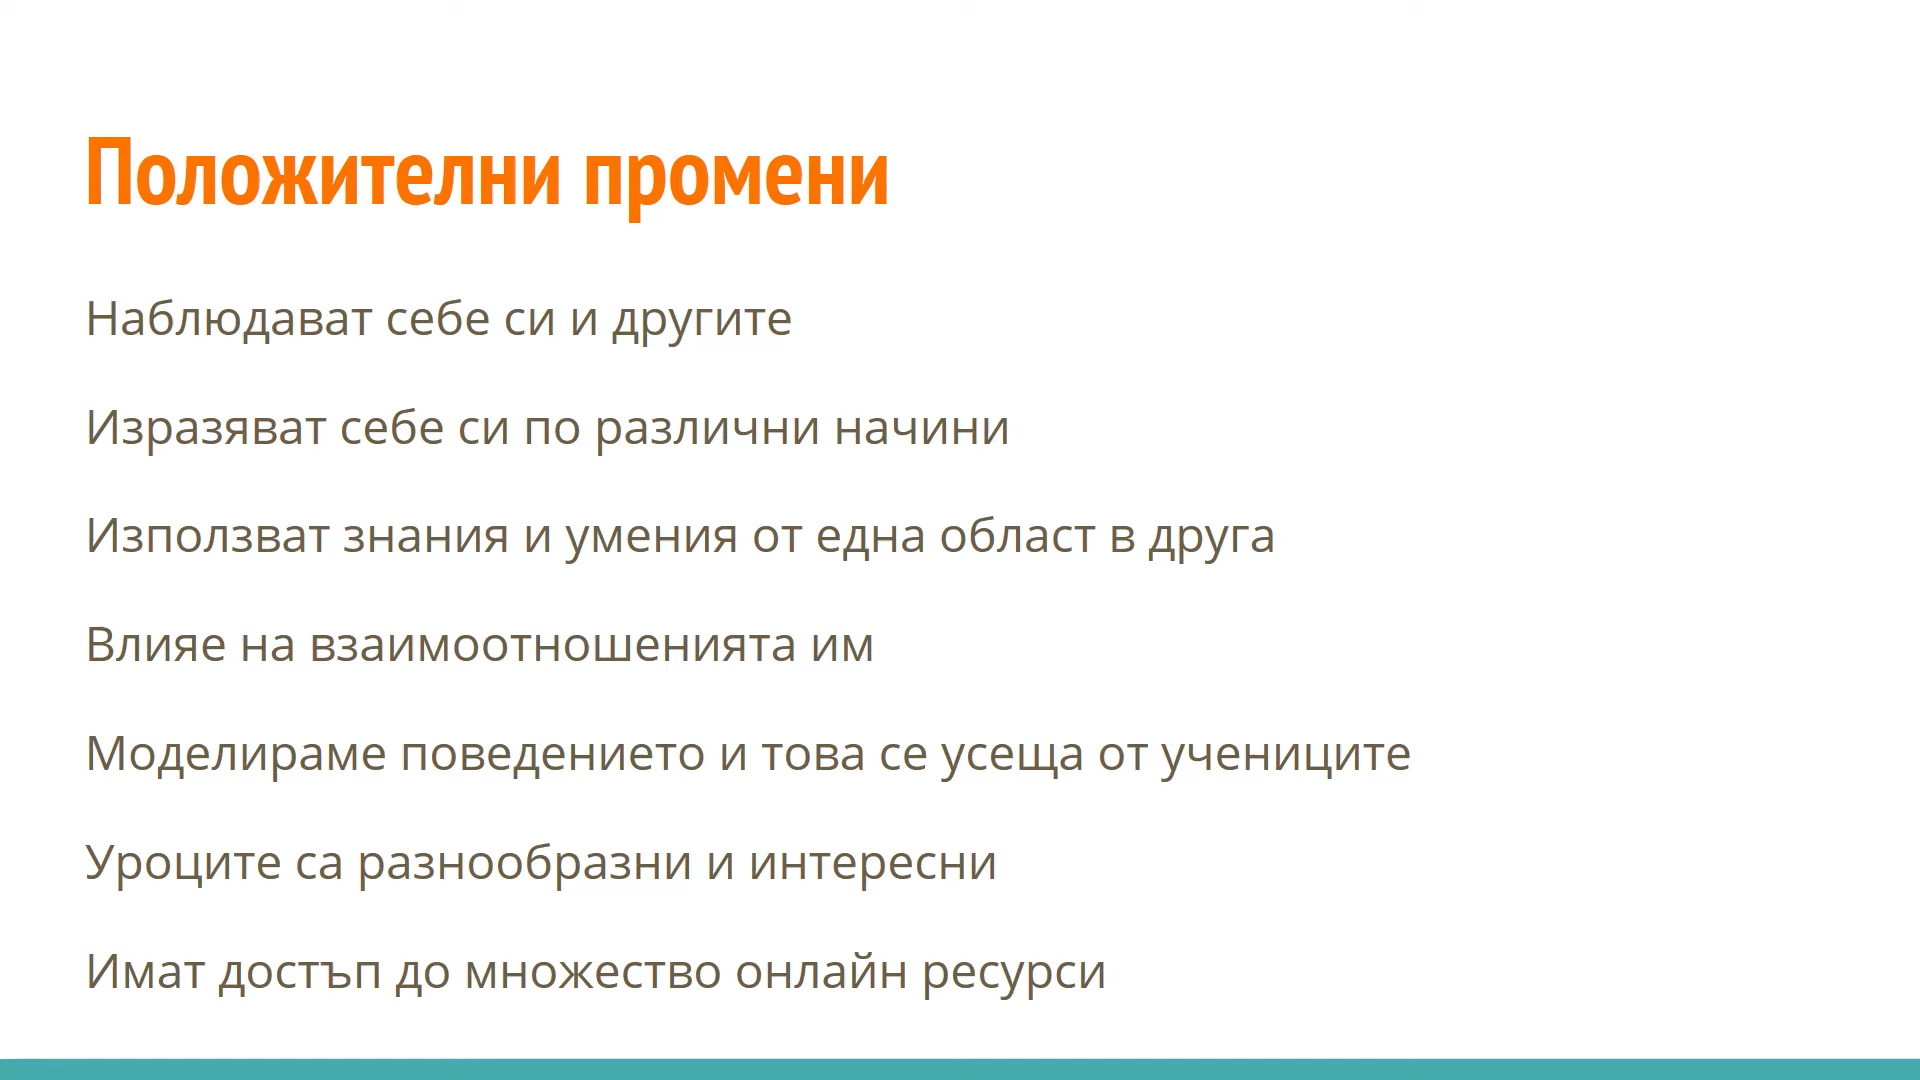 Положителни промени
Наблюдават себе си и другите
Изразяват себе си по различни начини
Използват знания и умения от една област в друга
Влияе на взаимоотношенията им
Моделираме поведението и това се усеща от учениците
Уроците са разнообразни и интересни
Имат достъп до множество онлайн ресурси